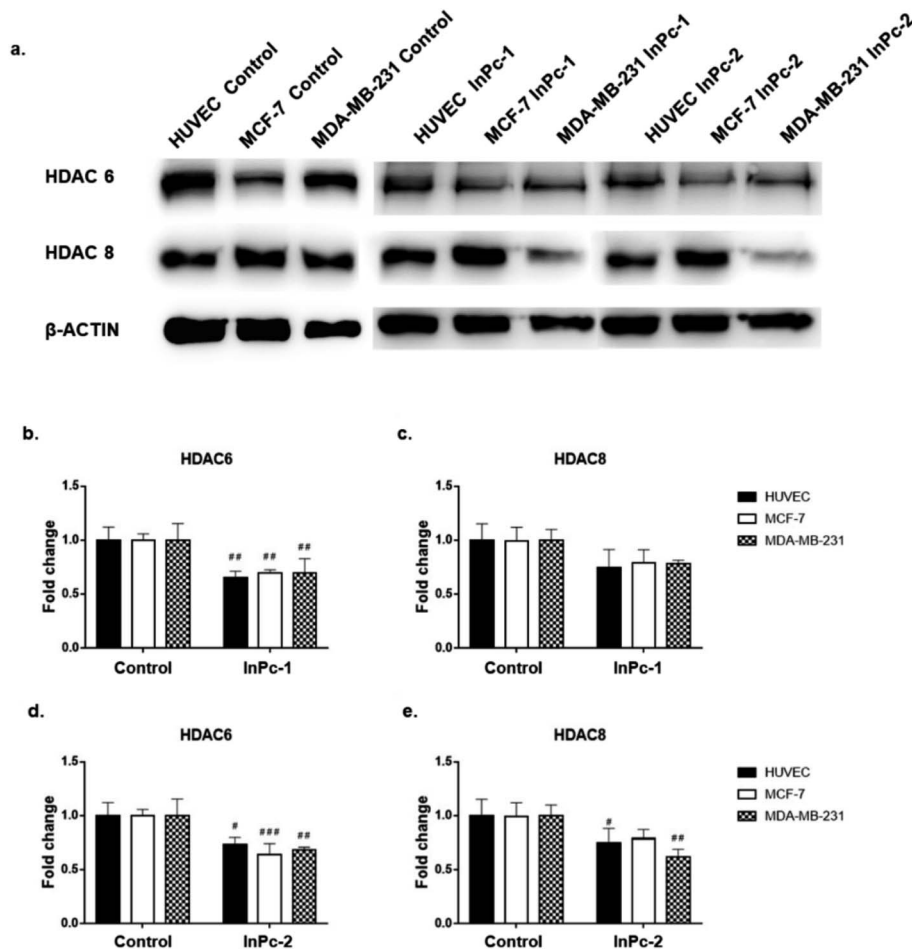 a.
HUVEC Control
MCF-7 Control
MDA-MB-231 Control
HUVEC InPc-1
MCF-7 InPc-1
MDA-MB-231 InPc-1
HUVEC InPc-2
MCF-7 InPc-2
MDA-MB-231 InPc-2
HDAC 6
HDAC 8
β-ACTIN
b.
HDAC6
Fold change
1.5
1.0
0.5
0.0
## ## ##
Control InPc-1
c.
HDAC8
Fold change
1.5
1.0
0.5
0.0
Control InPc-1
HUVEC
MCF-7
MDA-MB-231
d.
HDAC6
Fold change
1.5
1.0
0.5
0.0
# ### ##
Control InPc-2
e.
HDAC8
Fold change
1.5
1.0
0.5
0.0
# ##
Control InPc-2
HUVEC
MCF-7
MDA-MB-231